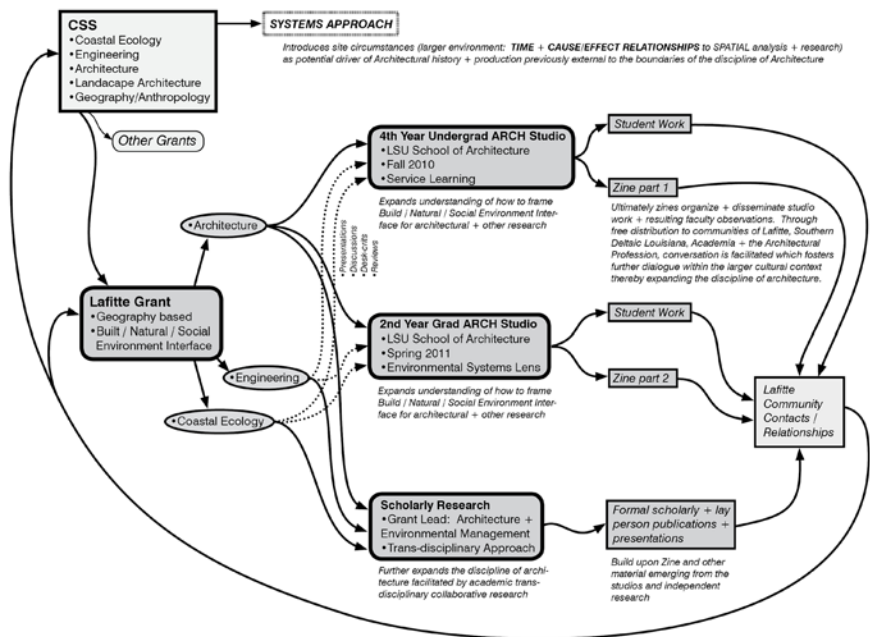 CSS
•Coastal Ecology
•Engineering
•Architecture
•Landacape Architecture
•Geography/Anthropology
SYSTEMS APPROACH
Introduces site circumstances (larger environment: TIME + CAUSE/EFFECT RELATIONSHIPS to SPATIAL analysis + research)
as potential driver of Architectural history + production previously external to the boundaries of the discipline of Architecture
Other Grants
•Architecture
Lafitte Grant
•Geography based
•Built / Natural / Social
Environment Interface
•Engineering
•Coastal Ecology
•Presentations
•Discussions
•Desk-crits
•Reviews
4th Year Undergrad ARCH Studio
•LSU School of Architecture
•Fall 2010
•Service Learning
Expands understanding of how to frame
Build / Natural / Social Environment Inter-
face for architectural + other research
Student Work
Zine part 1
Ultimately zines organize + disseminate studio
work + resulting faculty observations. Through
free distribution to communities of Lafitte, Southern
Deltaic Louisiana, Academia + the Architectural
Profession, conversation is facilitated which fosters
further dialogue within the larger cultural context
thereby expanding the discipline of architecture.
2nd Year Grad ARCH Studio
•LSU School of Architecture
•Spring 2011
•Environmental Systems Lens
Expands understanding of how to frame
Build / Natural / Social Environment Inter-
face for architectural + other research
Student Work
Zine part 2
Lafitte
Community
Contacts /
Relationships
Scholarly Research
•Grant Lead: Architecture +
Environmental Management
•Trans-disciplinary Approach
Further expands the discipline of archi-
tecture facilitated by academic trans-
disciplinary collaborative research
Formal scholarly + lay
person publications +
presentations
Build upon Zine and other
material emerging from the
studios and independent
research